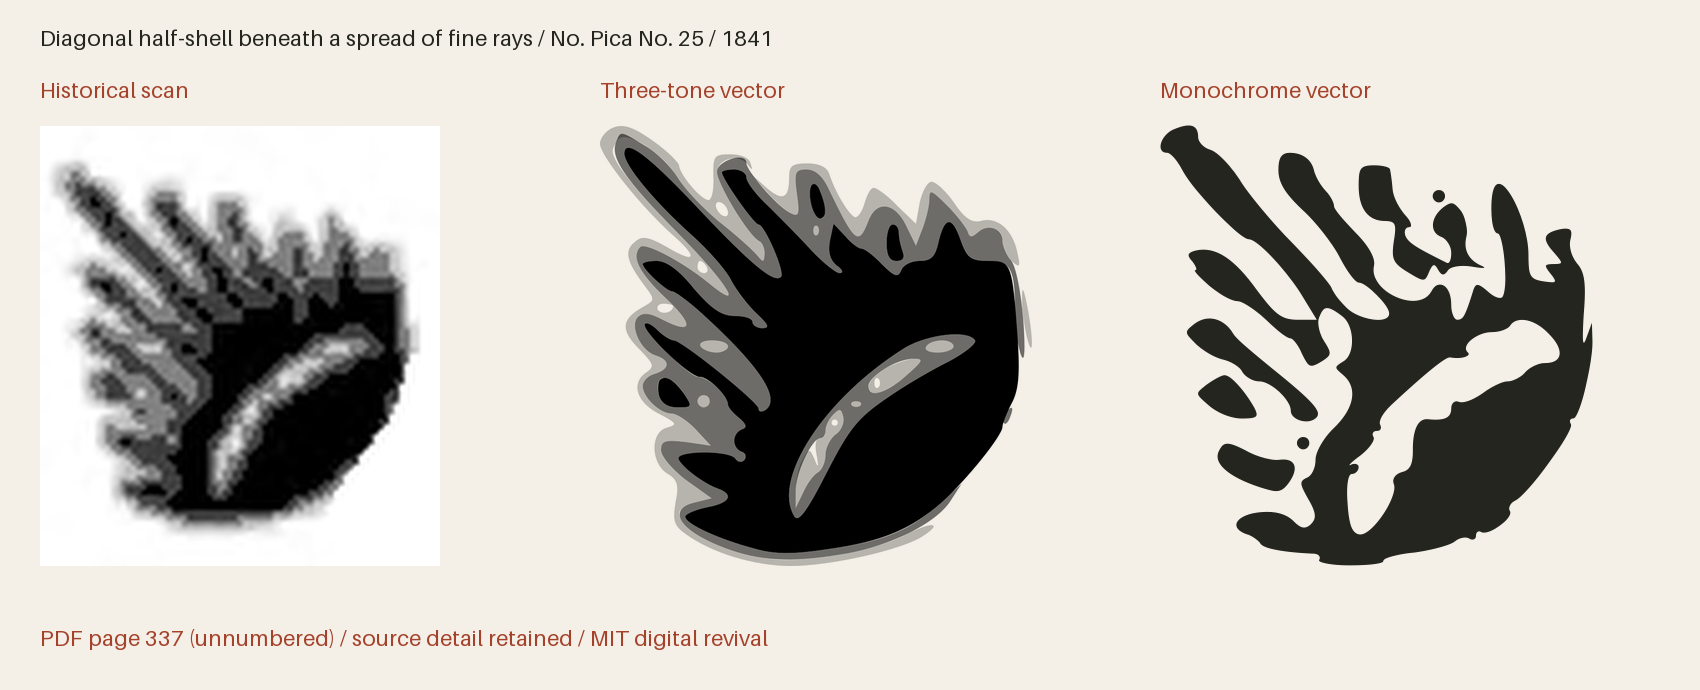 Diagonal half-shell beneath a spread of fine rays / No. Pica No. 25 / 1841
Historical scan
Three-tone vector
Monochrome vector
PDF page 337 (unnumbered) / source detail retained / MIT digital revival